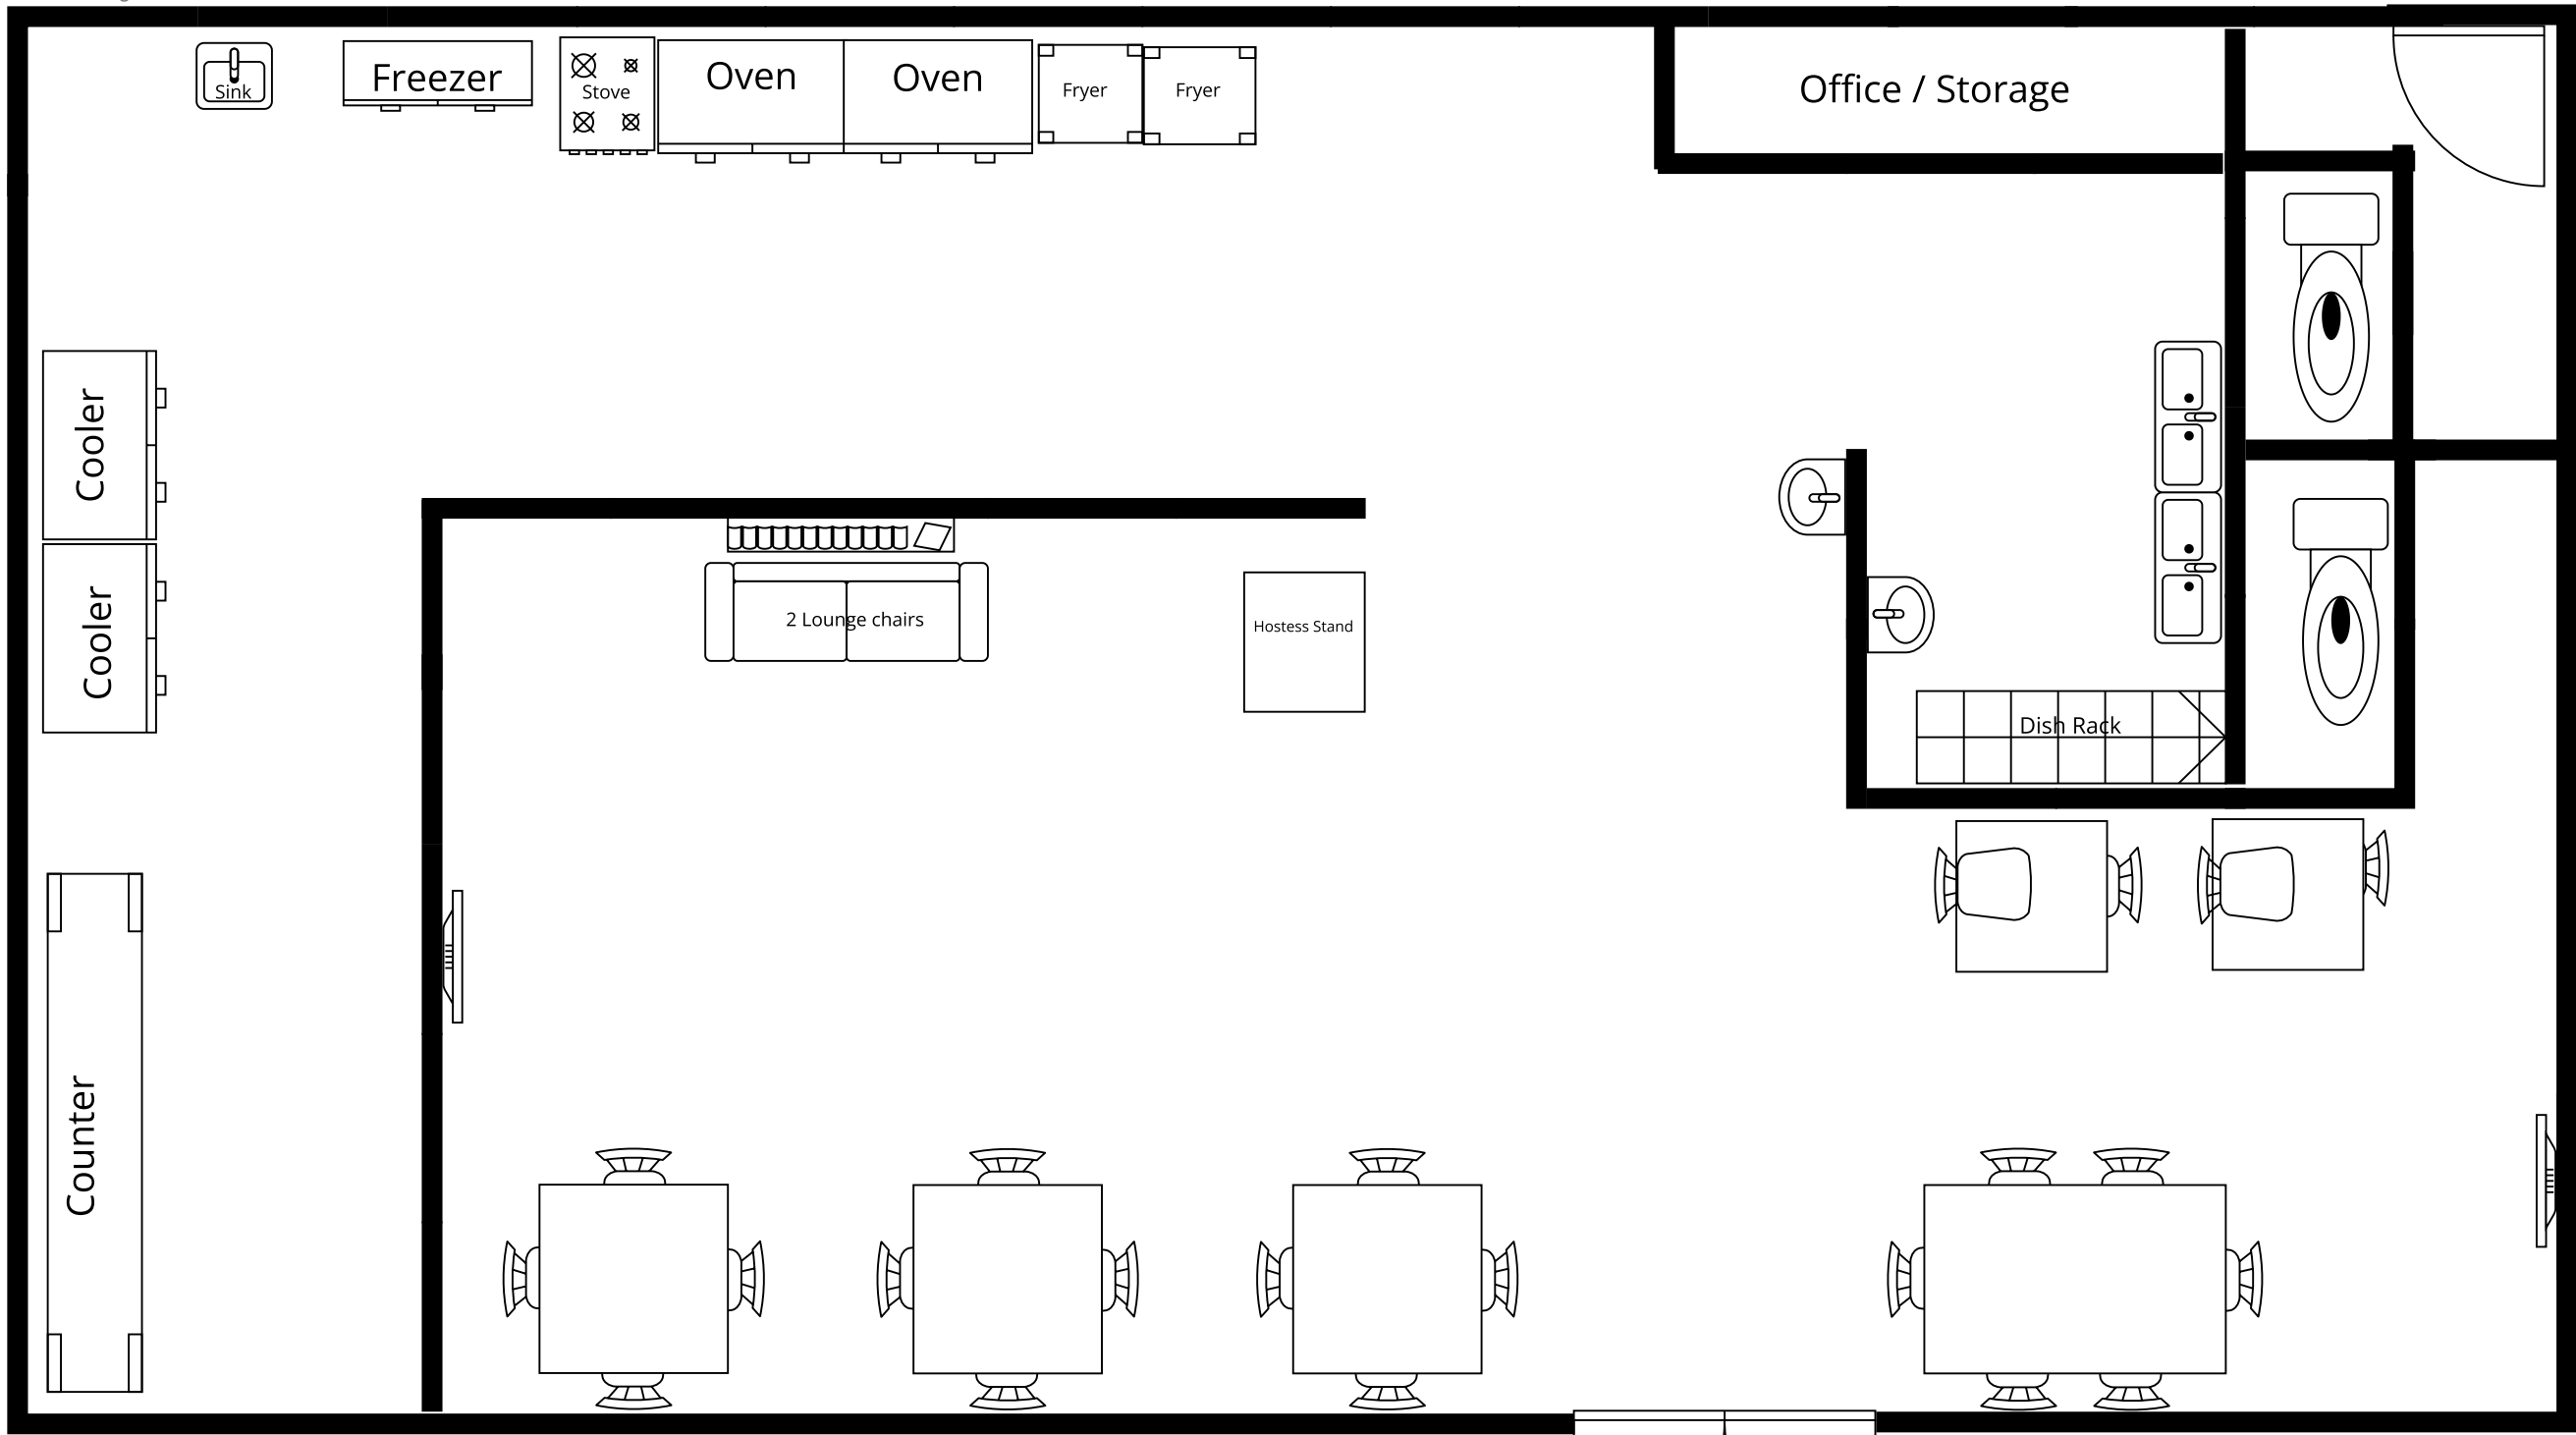 Sink
Freezer
Stove
Oven
Oven
Fryer
Fryer
Office / Storage
Cooler
Cooler
2 Lounge chairs
Hostess Stand
Dish Rack
Counter